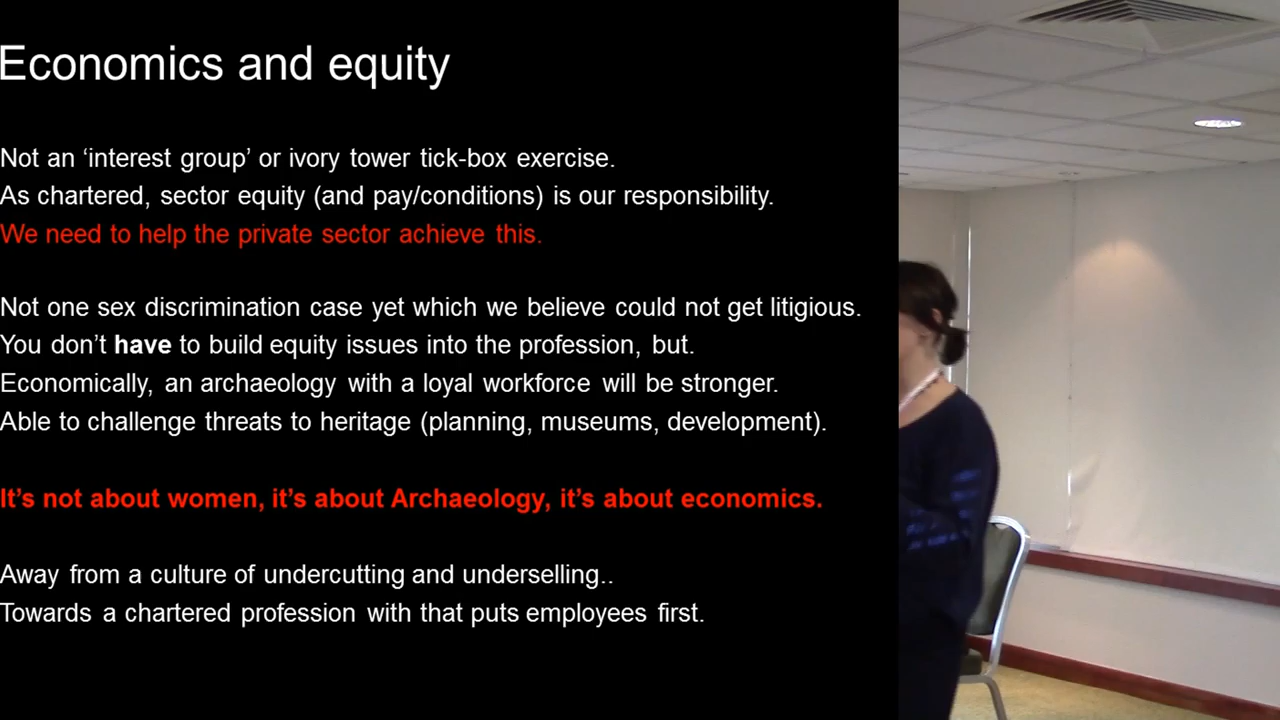 Economics and equity
Not an ‘interest group’ or ivory tower tick-box exercise.
As chartered, sector equity (and pay/conditions) is our responsibility.
We need to help the private sector achieve this.
Not one sex discrimination case yet which we believe could not get litigious.
You don’t have to build equity issues into the profession, but.
Economically, an archaeology with a loyal workforce will be stronger.
Able to challenge threats to heritage (planning, museums, development).
It’s not about women, it’s about Archaeology, it’s about economics.
Away from a culture of undercutting and underselling..
Towards a chartered profession with that puts employees first.